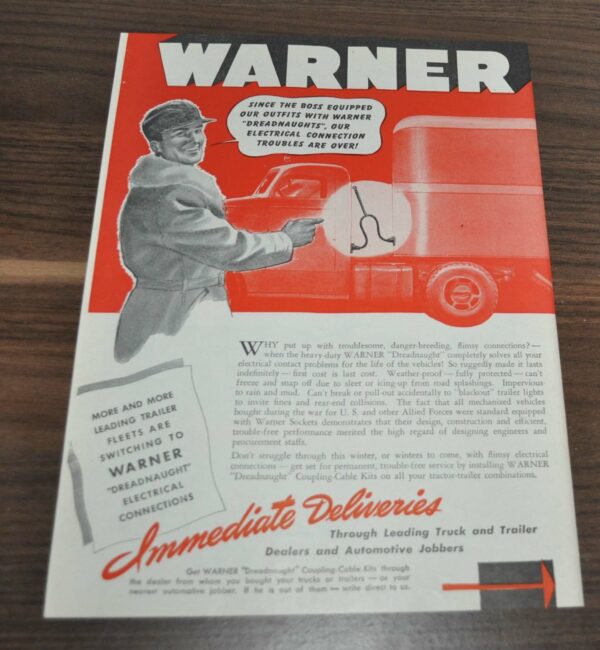 WARNER
SINCE THE BOSS EQUIPPED
OUR OUTFITS WITH WARNER
"DREADNAUGHTS", OUR
ELECTRICAL CONNECTION
TROUBLES ARE OVER!
WHY put up with troublesome, danger-breeding, flimsy connections?—
when the heavy-duty WARNER "Dreadnaught" completely solves all your
electrical contact problems for the life of the vehicles! So ruggedly made it lasts
indefinitely — first cost is last cost. Weather-proof — fully protected — can't
freeze and snap off due to sleet or icing-up from road splashings. Impervious
to rain and mud. Can't break or pull-out accidentally to "blackout" trailer lights
to invite fines and rear-end collisions. The fact that all mechanized vehicles
bought during the war for U. S. and other Allied Forces were standard equipped
with Warner Sockets demonstrates that their design, construction and efficient,
trouble-free performance merited the high regard of designing engineers and
procurement staffs.
Don't struggle through this winter, or winters to come, with flimsy electrical
connections — get set for permanent, trouble-free service by installing WARNER
"Dreadnaught" Coupling-Cable Kits on all your tractor-trailer combinations.
MORE AND MORE
LEADING TRAILER
FLEETS ARE
SWITCHING TO
WARNER
"DREADNAUGHT"
ELECTRICAL
CONNECTIONS
Immediate Deliveries
Through Leading Truck and Trailer
Dealers and Automotive Jobbers
Get WARNER "Dreadnaught" Coupling-Cable Kits through
the dealer from whom you bought your trucks or trailers — or your
nearest automotive jobber. If he is out of them — write direct to us.